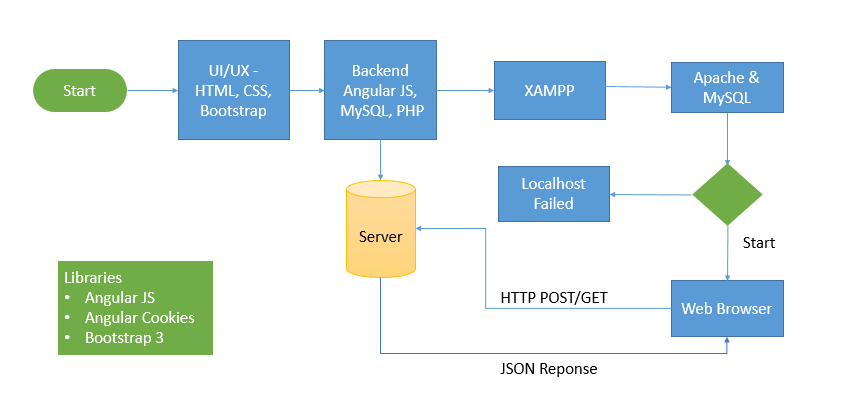 Start
UI/UX -
HTML, CSS,
Bootstrap
Backend
Angular JS,
MySQL, PHP
XAMPP
Apache &
MySQL
Localhost
Failed
Start
Server
Web Browser
HTTP POST/GET
JSON Reponse
Libraries
• Angular JS
• Angular Cookies
• Bootstrap 3